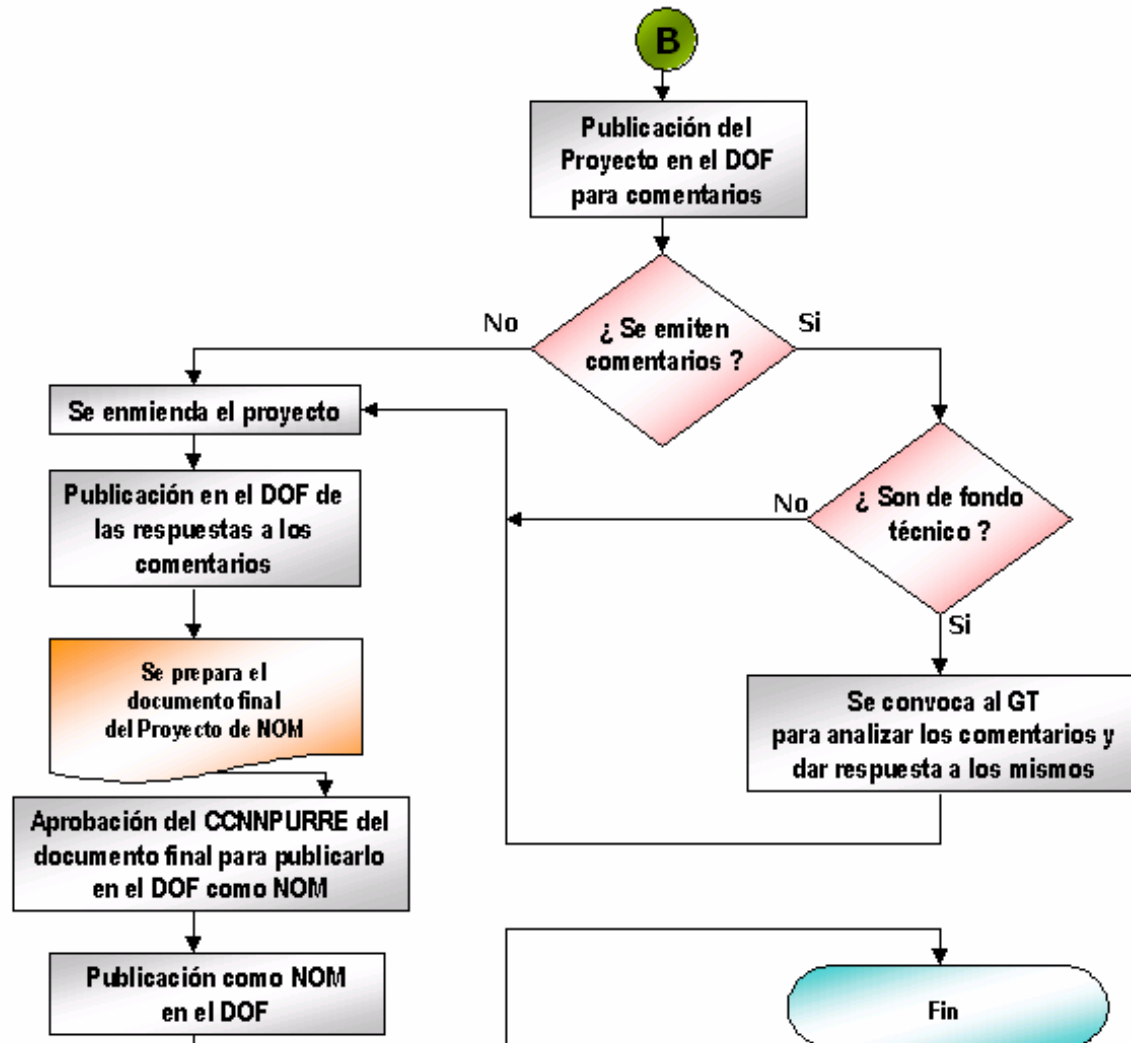 B
Publicación del
Proyecto en el DOF
para comentarios
No
¿ Se emiten
comentarios ?
Si
Se enmienda el proyecto
Publicación en el DOF de
las respuestas a los
comentarios
No
¿ Son de fondo
técnico ?
Si
Se prepara el
documento final
del Proyecto de NOM
Se convoca al GT
para analizar los comentarios y
dar respuesta a los mismos
Aprobación del CCNNPURRE del
documento final para publicarlo
en el DOF como NOM
Publicación como NOM
en el DOF
Fin